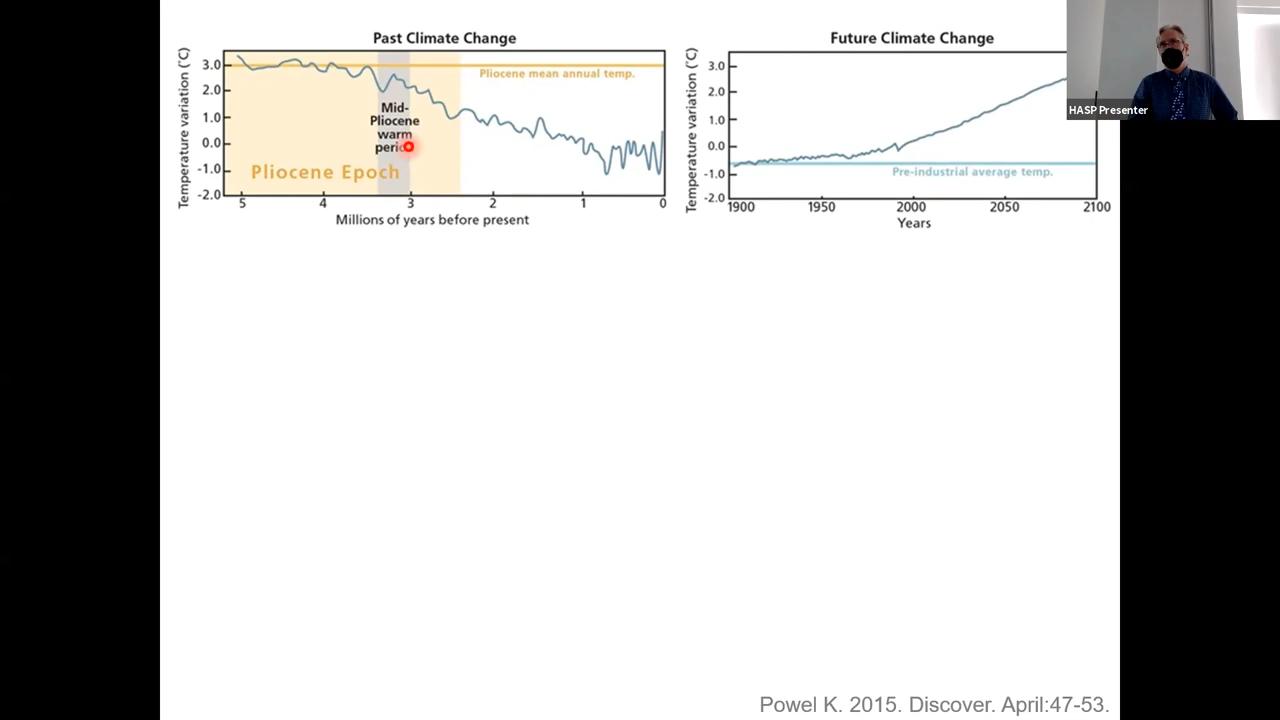 Past Climate Change
Temperature variation (°C)
3.0
2.0
1.0
0.0
-1.0
-2.0
Pliocene mean annual temp.
Mid-
Pliocene
warm
period
Pliocene Epoch
5 4 3 2 1 0
Millions of years before present
Future Climate Change
Temperature variation (°C)
3.0
2.0
1.0
0.0
-1.0
-2.0
Pre-industrial average temp.
1900 1950 2000 2050 2100
Years
HASP Presenter
Powel K. 2015. Discover. April:47-53.